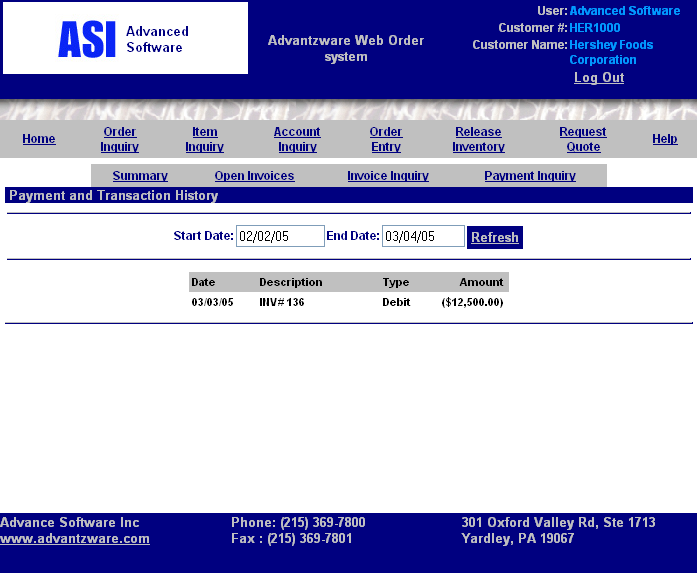 ASI Advanced Software
Advantzware Web Order system
User: Advanced Software
Customer #: HER1000
Customer Name: Hershey Foods Corporation
Log Out
Home Order Inquiry Item Inquiry Account Inquiry Order Entry Release Inventory Request Quote Help
Summary Open Invoices Invoice Inquiry Payment Inquiry
Payment and Transaction History
Start Date: 02/02/05 End Date: 03/04/05 Refresh
Date Description Type Amount
03/03/05 INV# 136 Debit ($12,500.00)
Advance Software Inc Phone: (215) 369-7800 301 Oxford Valley Rd, Ste 1713
www.advantzware.com Fax : (215) 369-7801 Yardley, PA 19067